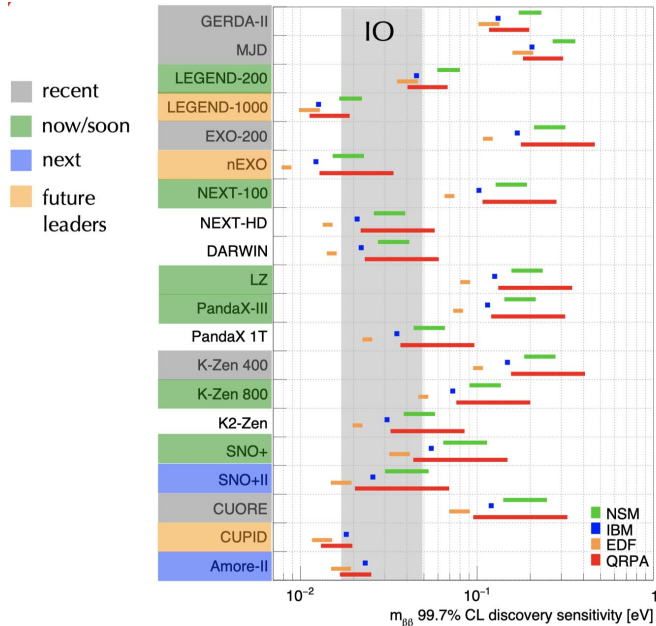 IO
recent
now/soon
next
future
leaders
GERDA-II
MJD
LEGEND-200
LEGEND-1000
EXO-200
nEXO
NEXT-100
NEXT-HD
DARWIN
LZ
PandaX-III
PandaX 1T
K-Zen 400
K-Zen 800
K2-Zen
SNO+
SNO+II
CUORE
CUPID
Amore-II
NSM
IBM
EDF
QRPA
10⁻² 10⁻¹ 1
mββ 99.7% CL discovery sensitivity [eV]